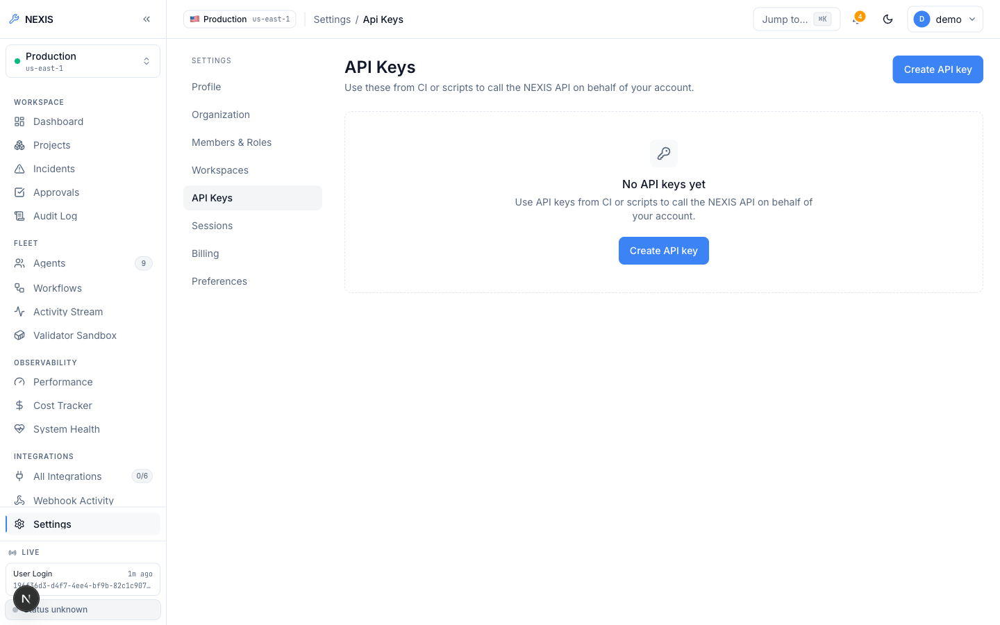 NEXIS
Production us-east-1
Settings / Api Keys
Jump to... ⌘K
4
D demo
Production
us-east-1
WORKSPACE
Dashboard
Projects
Incidents
Approvals
Audit Log
FLEET
Agents 9
Workflows
Activity Stream
Validator Sandbox
OBSERVABILITY
Performance
Cost Tracker
System Health
INTEGRATIONS
All Integrations 0/6
Webhook Activity
Settings
LIVE
User Login 1m ago
d3-d4f7-4ee4-bf9b-82c1c907…
N
unknown
SETTINGS
Profile
Organization
Members & Roles
Workspaces
API Keys
Sessions
Billing
Preferences
API Keys
Use these from CI or scripts to call the NEXIS API on behalf of your account.
Create API key
No API keys yet
Use API keys from CI or scripts to call the NEXIS API on behalf of
your account.
Create API key